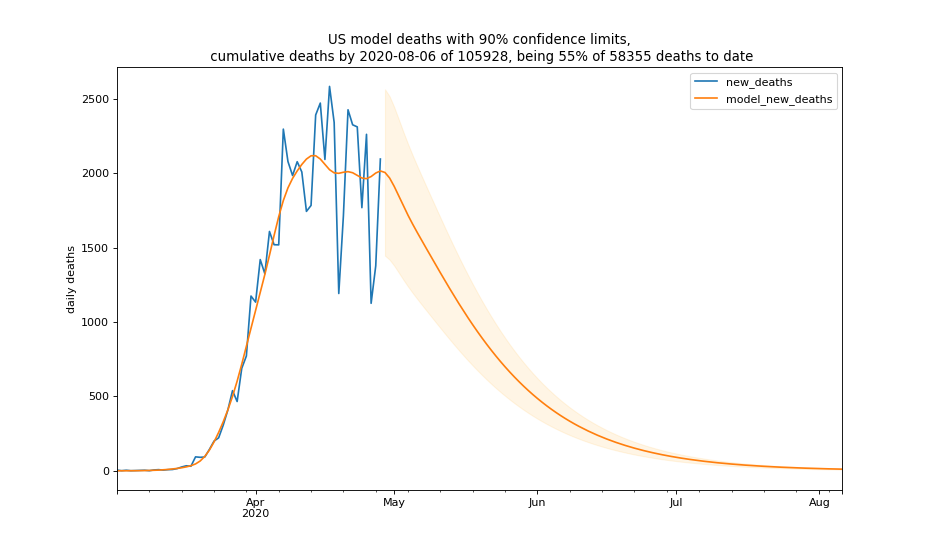 US model deaths with 90% confidence limits,
cumulative deaths by 2020-08-06 of 105928, being 55% of 58355 deaths to date
new_deaths
model_new_deaths
2500
2000
1500
1000
500
0
daily deaths
Apr
2020
May
Jun
Jul
Aug